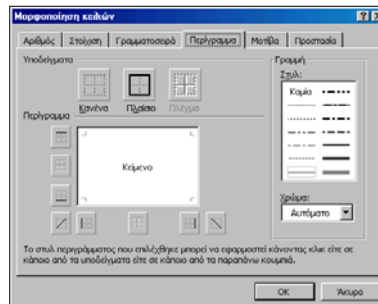 Μορφοποίηση κελιών
Αριθμός Στοίχιση Γραμματοσειρά Περίγραμμα Μοτίβα Προστασία
Υποδείγματα
Γραμμή
Στυλ:
Κανένα Πλαίσιο Πλέγμα
Καμία
Περίγραμμα
Κείμενο
Χρώμα:
Αυτόματο
Το στυλ περιγράμματος που επιλέχθηκε μπορεί να εφαρμοστεί κάνοντας κλικ είτε σε
κάποιο από τα υποδείγματα είτε σε κάποιο από τα παραπάνω κουμπιά.
OK Άκυρο